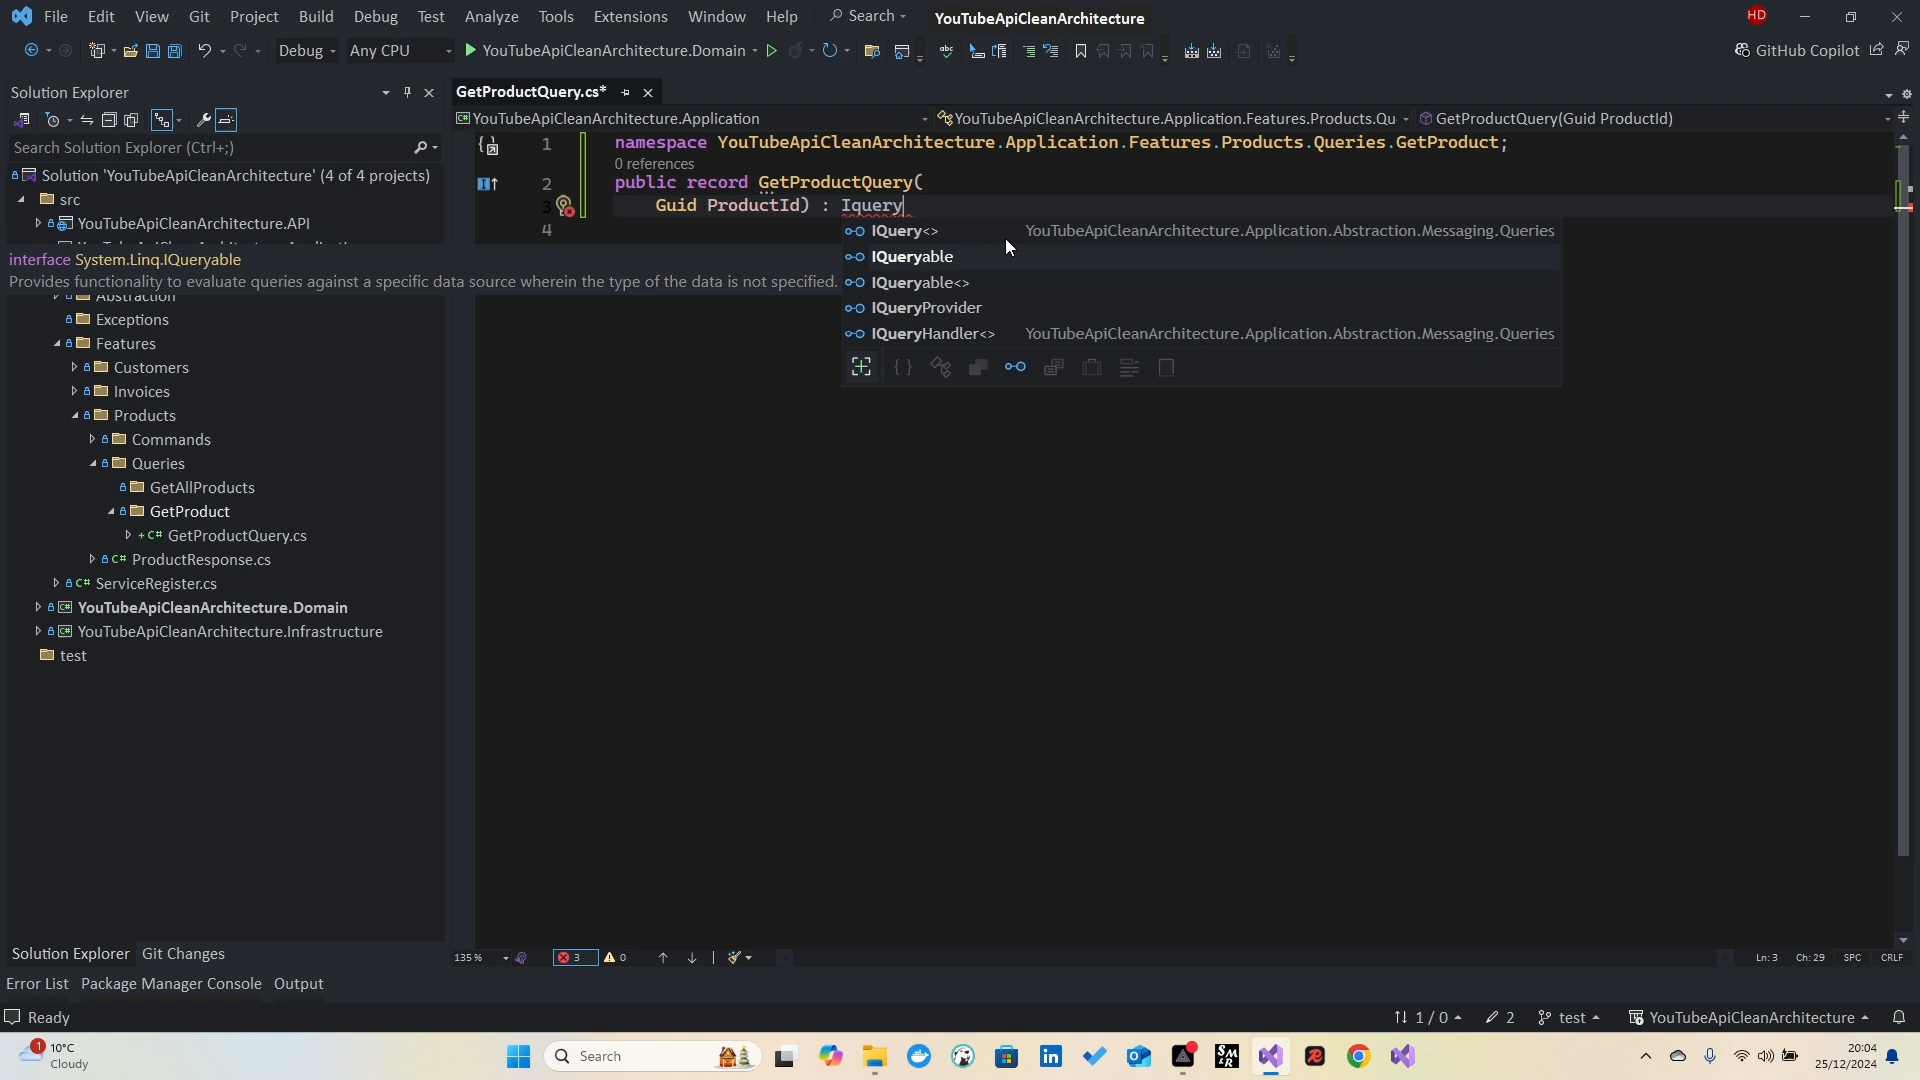 File Edit View Git Project Build Debug Test Analyze Tools Extensions Window Help Search YouTubeApiCleanArchitecture HD
Debug Any CPU YouTubeApiCleanArchitecture.Domain GitHub Copilot
Solution Explorer
GetProductQuery.cs*
YouTubeApiCleanArchitecture.Application YouTubeApiCleanArchitecture.Application.Features.Products.Qu GetProductQuery(Guid ProductId)
Search Solution Explorer (Ctrl+;)
Solution 'YouTubeApiCleanArchitecture' (4 of 4 projects)
src
YouTubeApiCleanArchitecture.API
interface System.Linq.IQueryable
Provides functionality to evaluate queries against a specific data source wherein the type of the data is not specified.
Abstraction
Exceptions
Features
Customers
Invoices
Products
Commands
Queries
GetAllProducts
GetProduct
GetProductQuery.cs
ProductResponse.cs
ServiceRegister.cs
YouTubeApiCleanArchitecture.Domain
YouTubeApiCleanArchitecture.Infrastructure
test
1 namespace YouTubeApiCleanArchitecture.Application.Features.Products.Queries.GetProduct;
0 references
2 public record GetProductQuery(
3 Guid ProductId) : Iquery
4
IQuery<> YouTubeApiCleanArchitecture.Application.Abstraction.Messaging.Queries
IQueryable
IQueryable<>
IQueryProvider
IQueryHandler<> YouTubeApiCleanArchitecture.Application.Abstraction.Messaging.Queries
Solution Explorer Git Changes
135 % 3 0 Ln: 3 Ch: 29 SPC CRLF
Error List Package Manager Console Output
Ready 1 / 0 2 test YouTubeApiCleanArchitecture
1 10°C
Cloudy
Search
20:04
25/12/2024